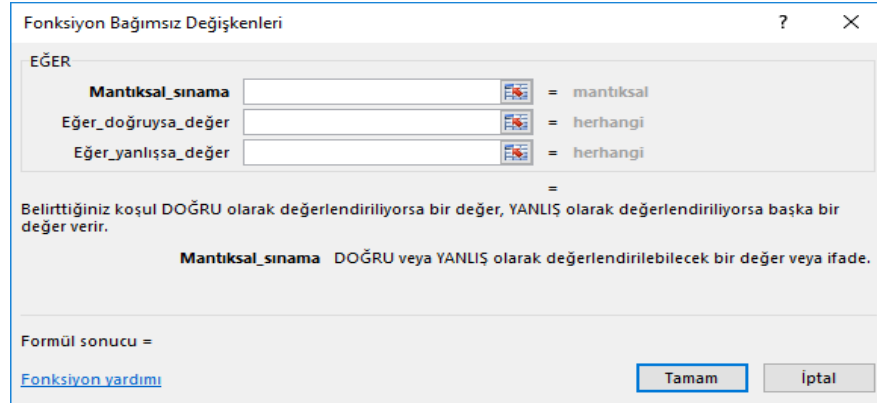 Fonksiyon Bağımsız Değişkenleri ? ×
EĞER
Mantıksal_sınama = mantıksal
Eğer_doğruysa_değer = herhangi
Eğer_yanlışsa_değer = herhangi
=
Belirttiğiniz koşul DOĞRU olarak değerlendiriliyorsa bir değer, YANLIŞ olarak değerlendiriliyorsa başka bir
değer verir.
Mantıksal_sınama DOĞRU veya YANLIŞ olarak değerlendirilebilecek bir değer veya ifade.
Formül sonucu =
Fonksiyon yardımı Tamam İptal